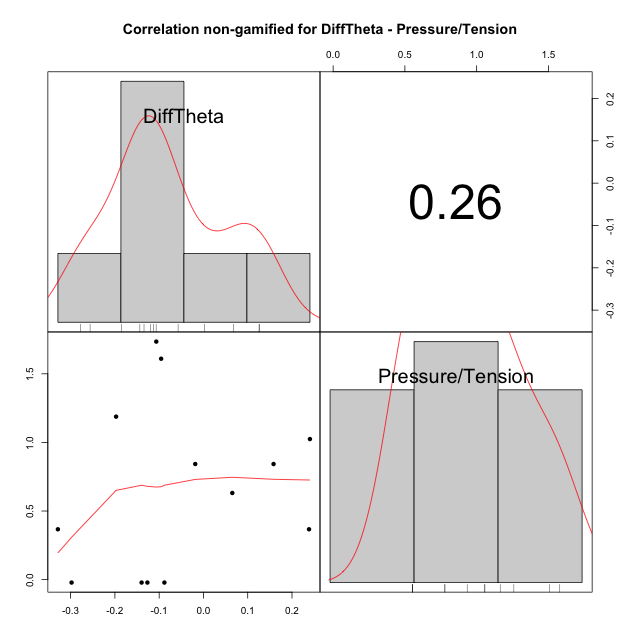 Correlation non-gamified for DiffTheta - Pressure/Tension
0.0 0.5 1.0 1.5
DiffTheta
0.26
0.2
0.1
0.0
-0.1
-0.2
-0.3
1.5
1.0
0.5
0.0
Pressure/Tension
-0.3 -0.2 -0.1 0.0 0.1 0.2